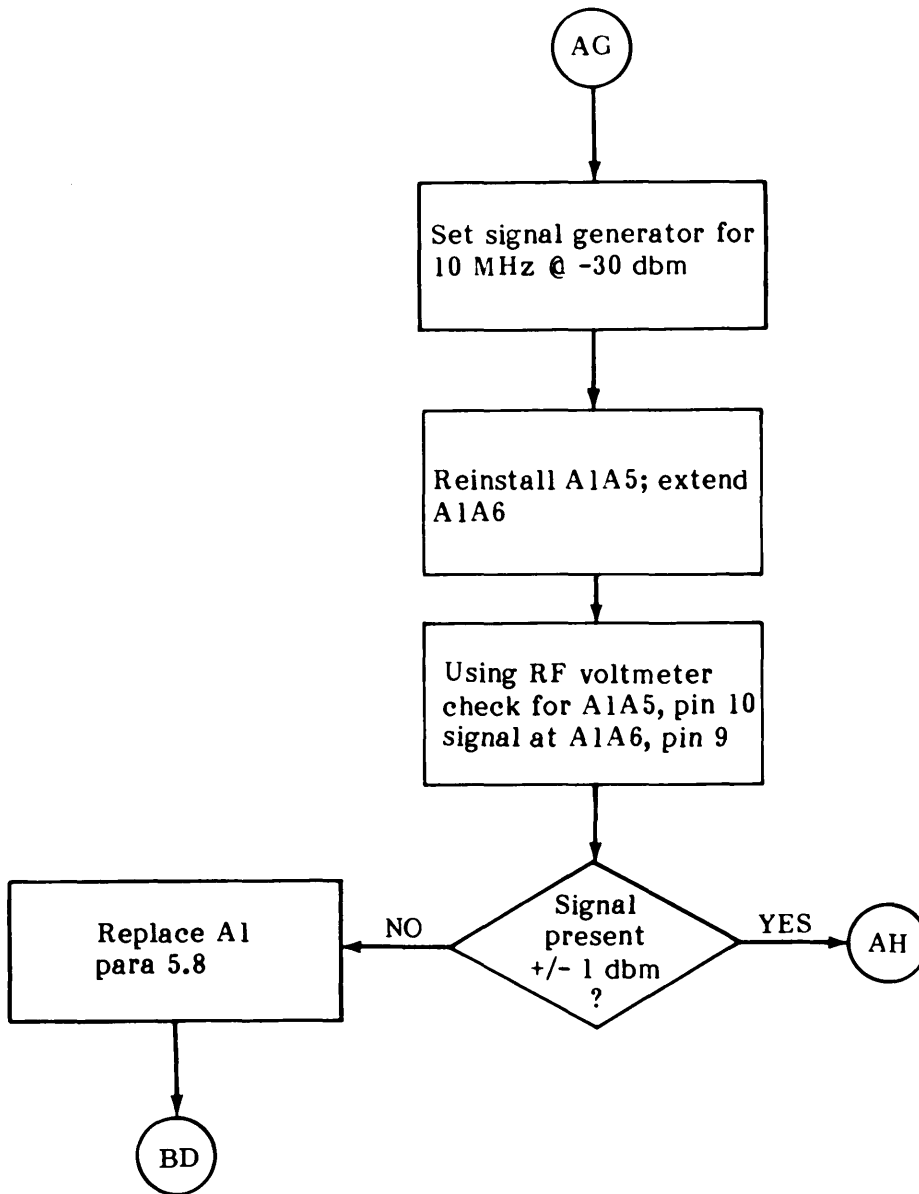 AG
Set signal generator for
10 MHz @ -30 dbm
Reinstall A1A5; extend
A1A6
Using RF voltmeter
check for A1A5, pin 10
signal at A1A6, pin 9
Signal
present
+/- 1 dbm
?
NO
YES
Replace A1
para 5.8
AH
BD